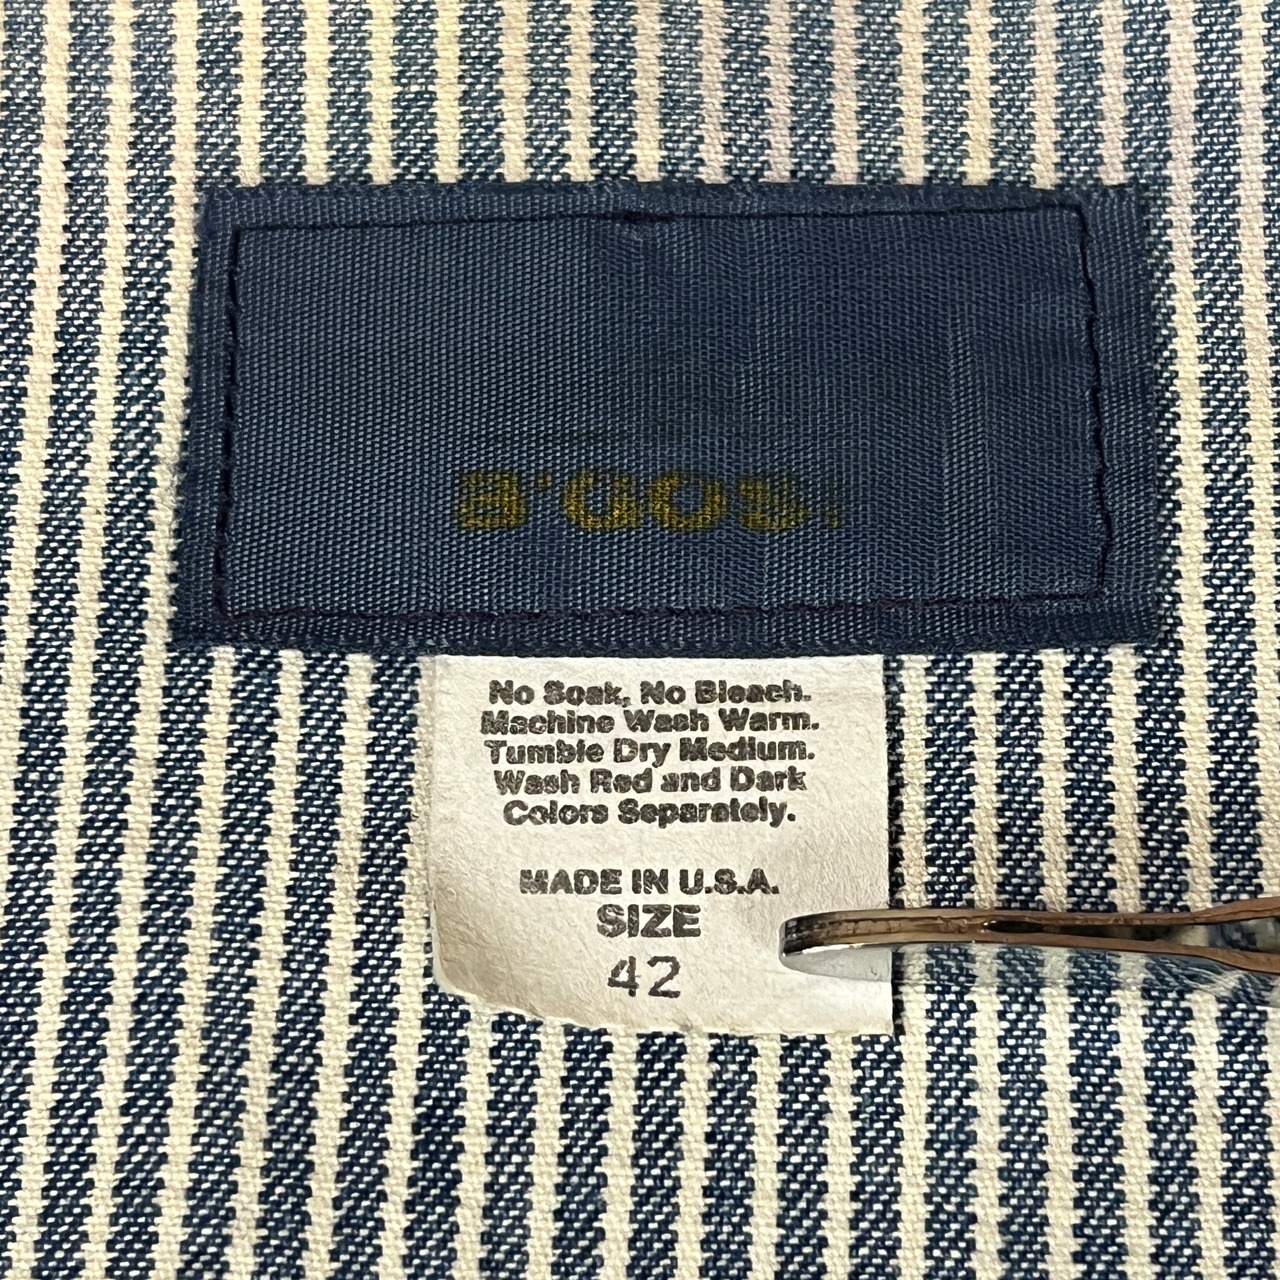 B'GOSH
No Soak, No Bleach.
Machine Wash Warm.
Tumble Dry Medium.
Wash Red and Dark
Colors Separately.
MADE IN U.S.A.
SIZE
42